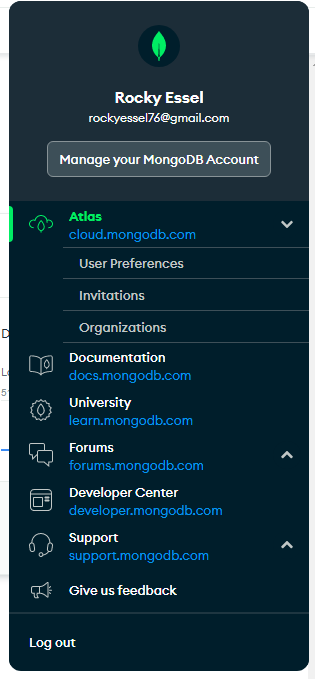 Rocky Essel
rockyessel76@gmail.com
Manage your MongoDB Account
Atlas
cloud.mongodb.com
User Preferences
Invitations
Organizations
Documentation
docs.mongodb.com
University
learn.mongodb.com
Forums
forums.mongodb.com
Developer Center
developer.mongodb.com
Support
support.mongodb.com
Give us feedback
Log out